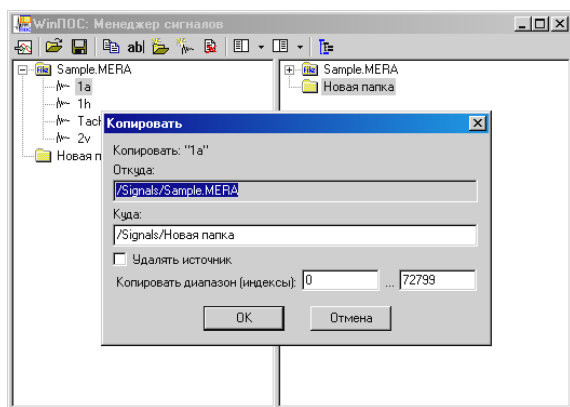 WinПОС: Менеджер сигналов
abI
Sample.MERA
1a
1h
Tach
2v
Новая п
Sample.MERA
Новая папка
Копировать
Копировать: "1a"
Откуда:
/Signals/Sample.MERA
Куда:
/Signals/Новая папка
Удалять источник
Копировать диапазон (индексы): 0 ... 72799
OK Отмена